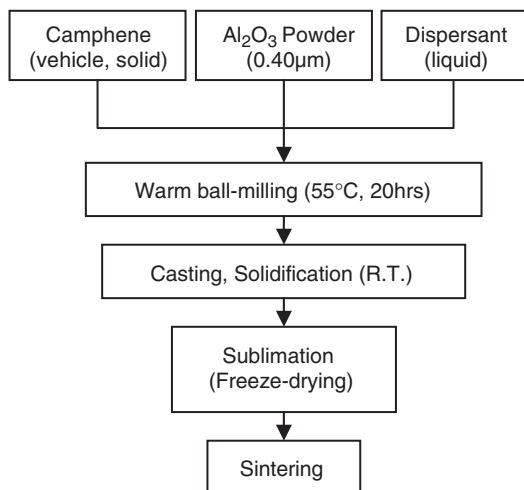 Camphene
(vehicle, solid)
Al₂O₃ Powder
(0.40μm)
Dispersant
(liquid)
Warm ball-milling (55°C, 20hrs)
Casting, Solidification (R.T.)
Sublimation
(Freeze-drying)
Sintering